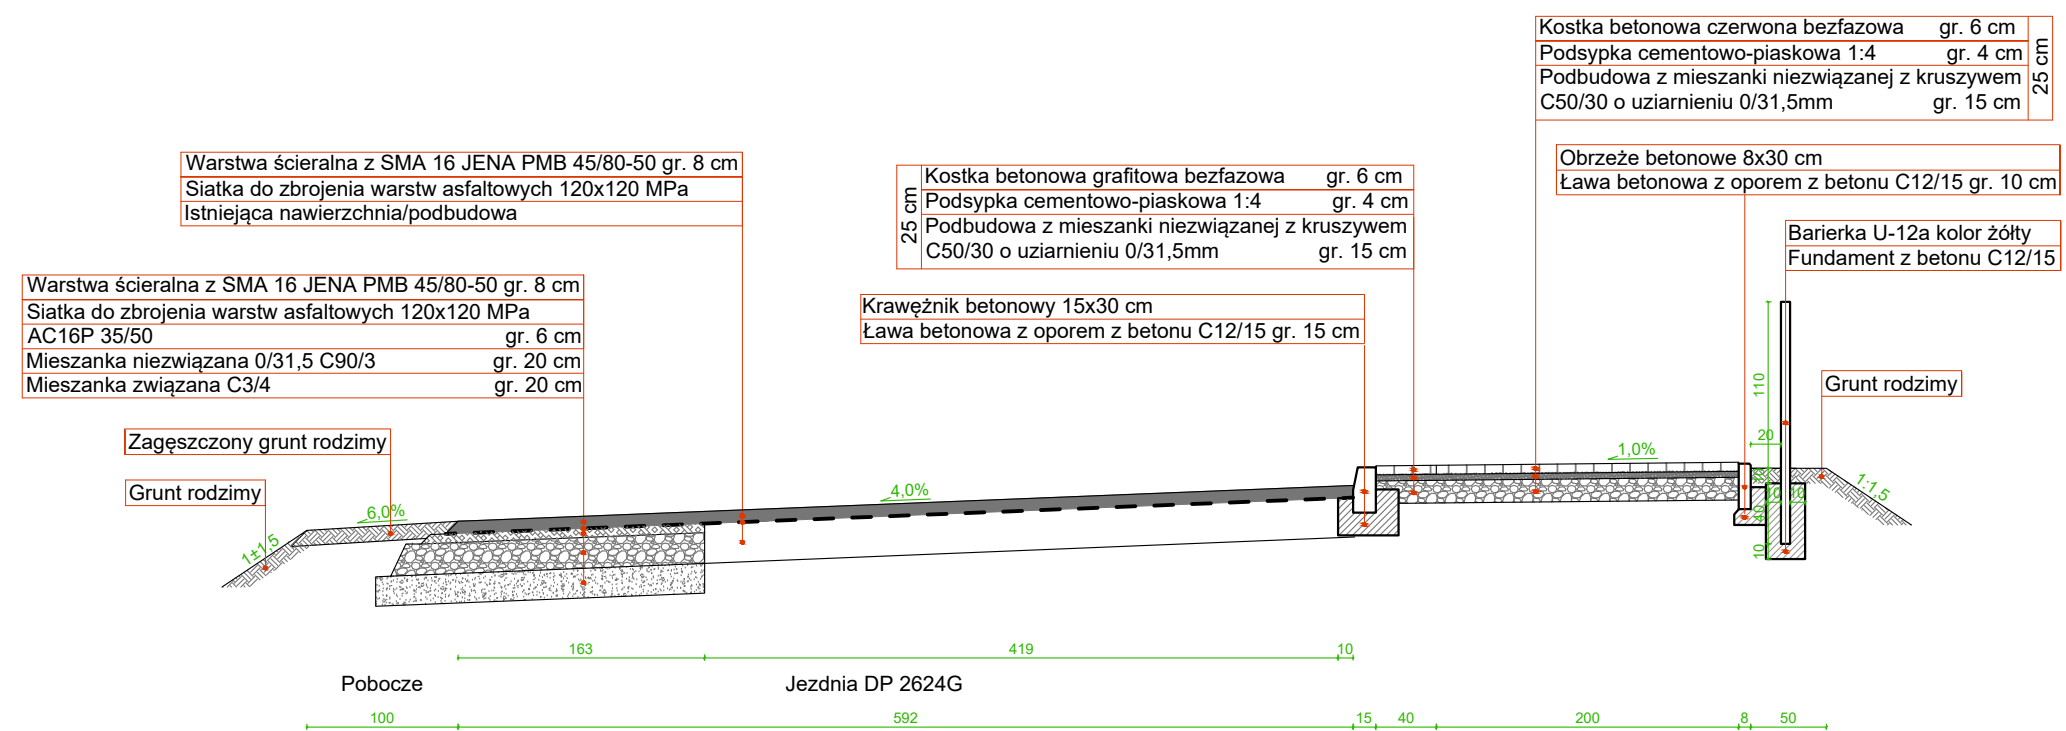 Kostka betonowa czerwona bezfazowa gr. 6 cm
Podsypka cementowo-piaskowa 1:4 gr. 4 cm
Podbudowa z mieszanki niezwiązanej z kruszywem
C50/30 o uziarnieniu 0/31,5mm gr. 15 cm
25 cm
Warstwa ścieralna z SMA 16 JENA PMB 45/80-50 gr. 8 cm
Siatka do zbrojenia warstw asfaltowych 120x120 MPa
Istniejąca nawierzchnia/podbudowa
Kostka betonowa grafitowa bezfazowa gr. 6 cm
Podsypka cementowo-piaskowa 1:4 gr. 4 cm
Podbudowa z mieszanki niezwiązanej z kruszywem
C50/30 o uziarnieniu 0/31,5mm gr. 15 cm
25 cm
Obrzeże betonowe 8x30 cm
Ława betonowa z oporem z betonu C12/15 gr. 10 cm
Barierka U-12a kolor żółty
Fundament z betonu C12/15
Warstwa ścieralna z SMA 16 JENA PMB 45/80-50 gr. 8 cm
Siatka do zbrojenia warstw asfaltowych 120x120 MPa
AC16P 35/50 gr. 6 cm
Mieszanka niezwiązana 0/31,5 C90/3 gr. 20 cm
Mieszanka związana C3/4 gr. 20 cm
Krawężnik betonowy 15x30 cm
Ława betonowa z oporem z betonu C12/15 gr. 15 cm
Grunt rodzimy
Zagęszczony grunt rodzimy
Grunt rodzimy
110
20
1,0%
4,0%
6,0%
1±1,5
1:1,5
10
10
10
40
10
163 419 10
Pobocze Jezdnia DP 2624G
100 592 15 40 200 8 50